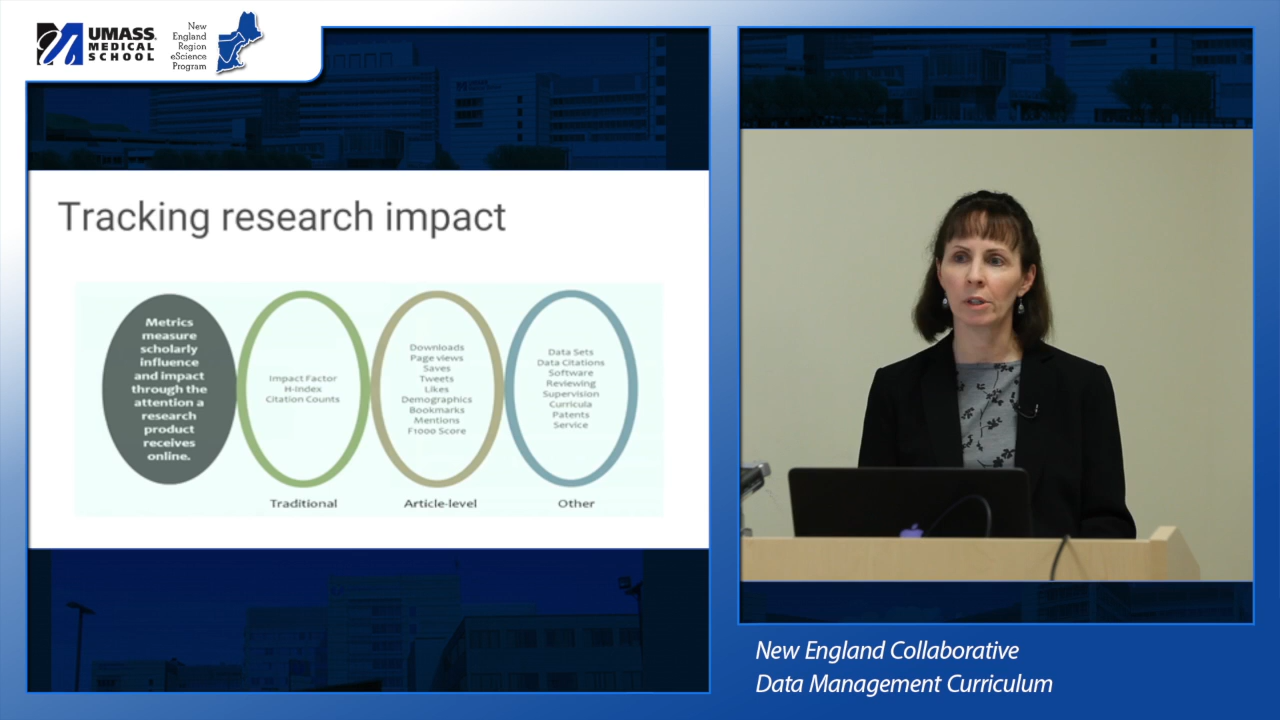 UMASS
MEDICAL
SCHOOL
New
England
Region
eScience
Program
Tracking research impact
Metrics
measure
scholarly
influence
and impact
through the
attention a
research
product
receives
online.
Impact Factor
H-Index
Citation Counts
Traditional
Downloads
Page views
Saves
Tweets
Likes
Demographics
Bookmarks
Mentions
F1000 Score
Article-level
Data Sets
Data Citations
Software
Reviewing
Supervision
Curricula
Patents
Service
Other
New England Collaborative
Data Management Curriculum